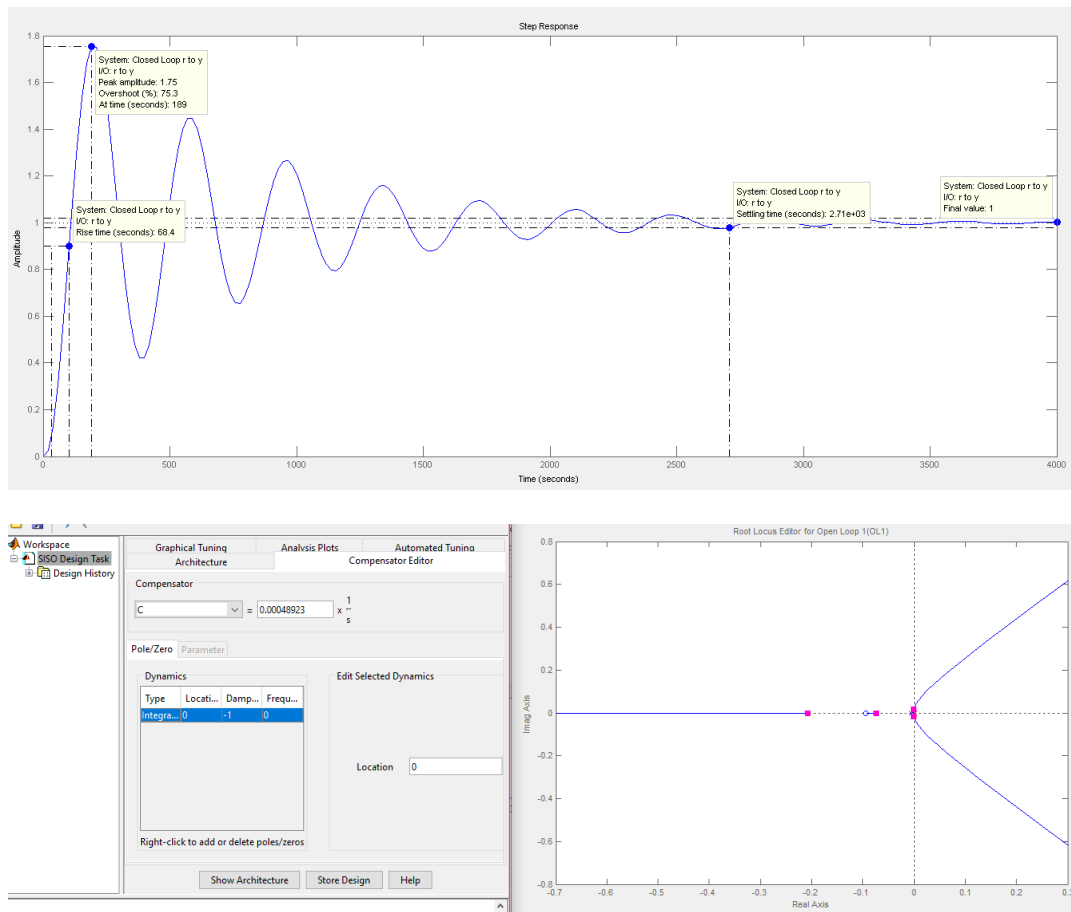 Step Response
1.8
1.6
1.4
1.2
1
0.8
0.6
0.4
0.2
0
Amplitude
System: Closed Loop r to y
I/O: r to y
Peak amplitude: 1.75
Overshoot (%): 75.3
At time (seconds): 189
System: Closed Loop r to y
I/O: r to y
Rise time (seconds): 68.4
System: Closed Loop r to y
I/O: r to y
Settling time (seconds): 2.71e+03
System: Closed Loop r to y
I/O: r to y
Final value: 1
0 500 1000 1500 2000 2500 3000 3500 4000
Time (seconds)
Workspace
SISO Design Task
Design History
Graphical Tuning Analysis Plots Automated Tuning
Architecture Compensator Editor
Compensator
C = 0.00048923 x 1
s
Pole/Zero Parameter
Dynamics
Type Locati... Damp... Frequ...
Integra... 0 -1 0
Right-click to add or delete poles/zeros
Edit Selected Dynamics
Location 0
Show Architecture Store Design Help
Root Locus Editor for Open Loop 1(OL1)
0.8
0.6
0.4
0.2
0
-0.2
-0.4
-0.6
-0.8
Imag Axis
-0.7 -0.6 -0.5 -0.4 -0.3 -0.2 -0.1 0 0.1 0.2 0.3
Real Axis